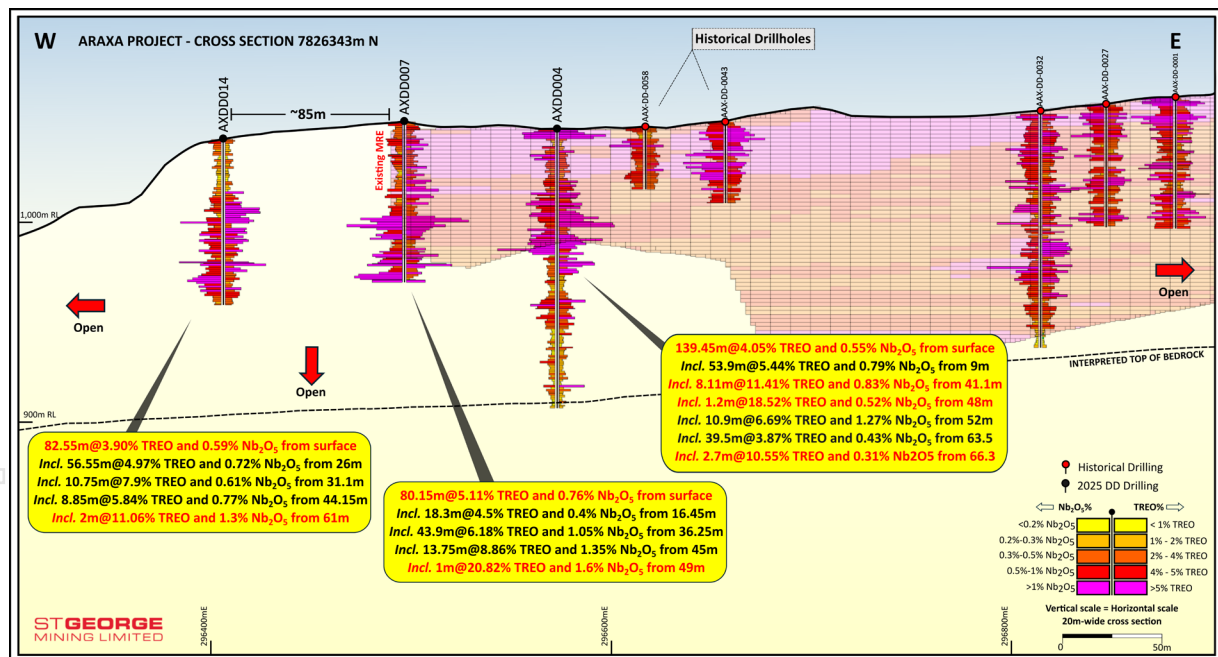 W
ARAXA PROJECT - CROSS SECTION 7826343m N
Historical Drillholes
E
AXDD014
~85m
AXDD007
AXDD004
AAX-DD-0058
AAX-DD-0043
AAX-DD-0032
AAX-DD-0027
AAX-DD-0001
Existing MRE
1,000m RL
Open
Open
Open
INTERPRETED TOP OF BEDROCK
900m RL
139.45m@4.05% TREO and 0.55% Nb₂O₅ from surface
Incl. 53.9m@5.44% TREO and 0.79% Nb₂O₅ from 9m
Incl. 8.11m@11.41% TREO and 0.83% Nb₂O₅ from 41.1m
Incl. 1.2m@18.52% TREO and 0.52% Nb₂O₅ from 48m
Incl. 10.9m@6.69% TREO and 1.27% Nb₂O₅ from 52m
Incl. 39.5m@3.87% TREO and 0.43% Nb₂O₅ from 63.5
Incl. 2.7m@10.55% TREO and 0.31% Nb2O5 from 66.3
82.55m@3.90% TREO and 0.59% Nb₂O₅ from surface
Incl. 56.55m@4.97% TREO and 0.72% Nb₂O₅ from 26m
Incl. 10.75m@7.9% TREO and 0.61% Nb₂O₅ from 31.1m
Incl. 8.85m@5.84% TREO and 0.77% Nb₂O₅ from 44.15m
Incl. 2m@11.06% TREO and 1.3% Nb₂O₅ from 61m
80.15m@5.11% TREO and 0.76% Nb₂O₅ from surface
Incl. 18.3m@4.5% TREO and 0.4% Nb₂O₅ from 16.45m
Incl. 43.9m@6.18% TREO and 1.05% Nb₂O₅ from 36.25m
Incl. 13.75m@8.86% TREO and 1.35% Nb₂O₅ from 45m
Incl. 1m@20.82% TREO and 1.6% Nb₂O₅ from 49m
Historical Drilling
2025 DD Drilling
Nb₂O₅% TREO%
<0.2% Nb₂O₅ < 1% TREO
0.2%-0.3% Nb₂O₅ 1% - 2% TREO
0.3%-0.5% Nb₂O₅ 2% - 4% TREO
0.5%-1% Nb₂O₅ 4% - 5% TREO
>1% Nb₂O₅ >5% TREO
Vertical scale = Horizontal scale
20m-wide cross section
0 50m
296400mE
296600mE
296800mE
ST GEORGE
MINING LIMITED